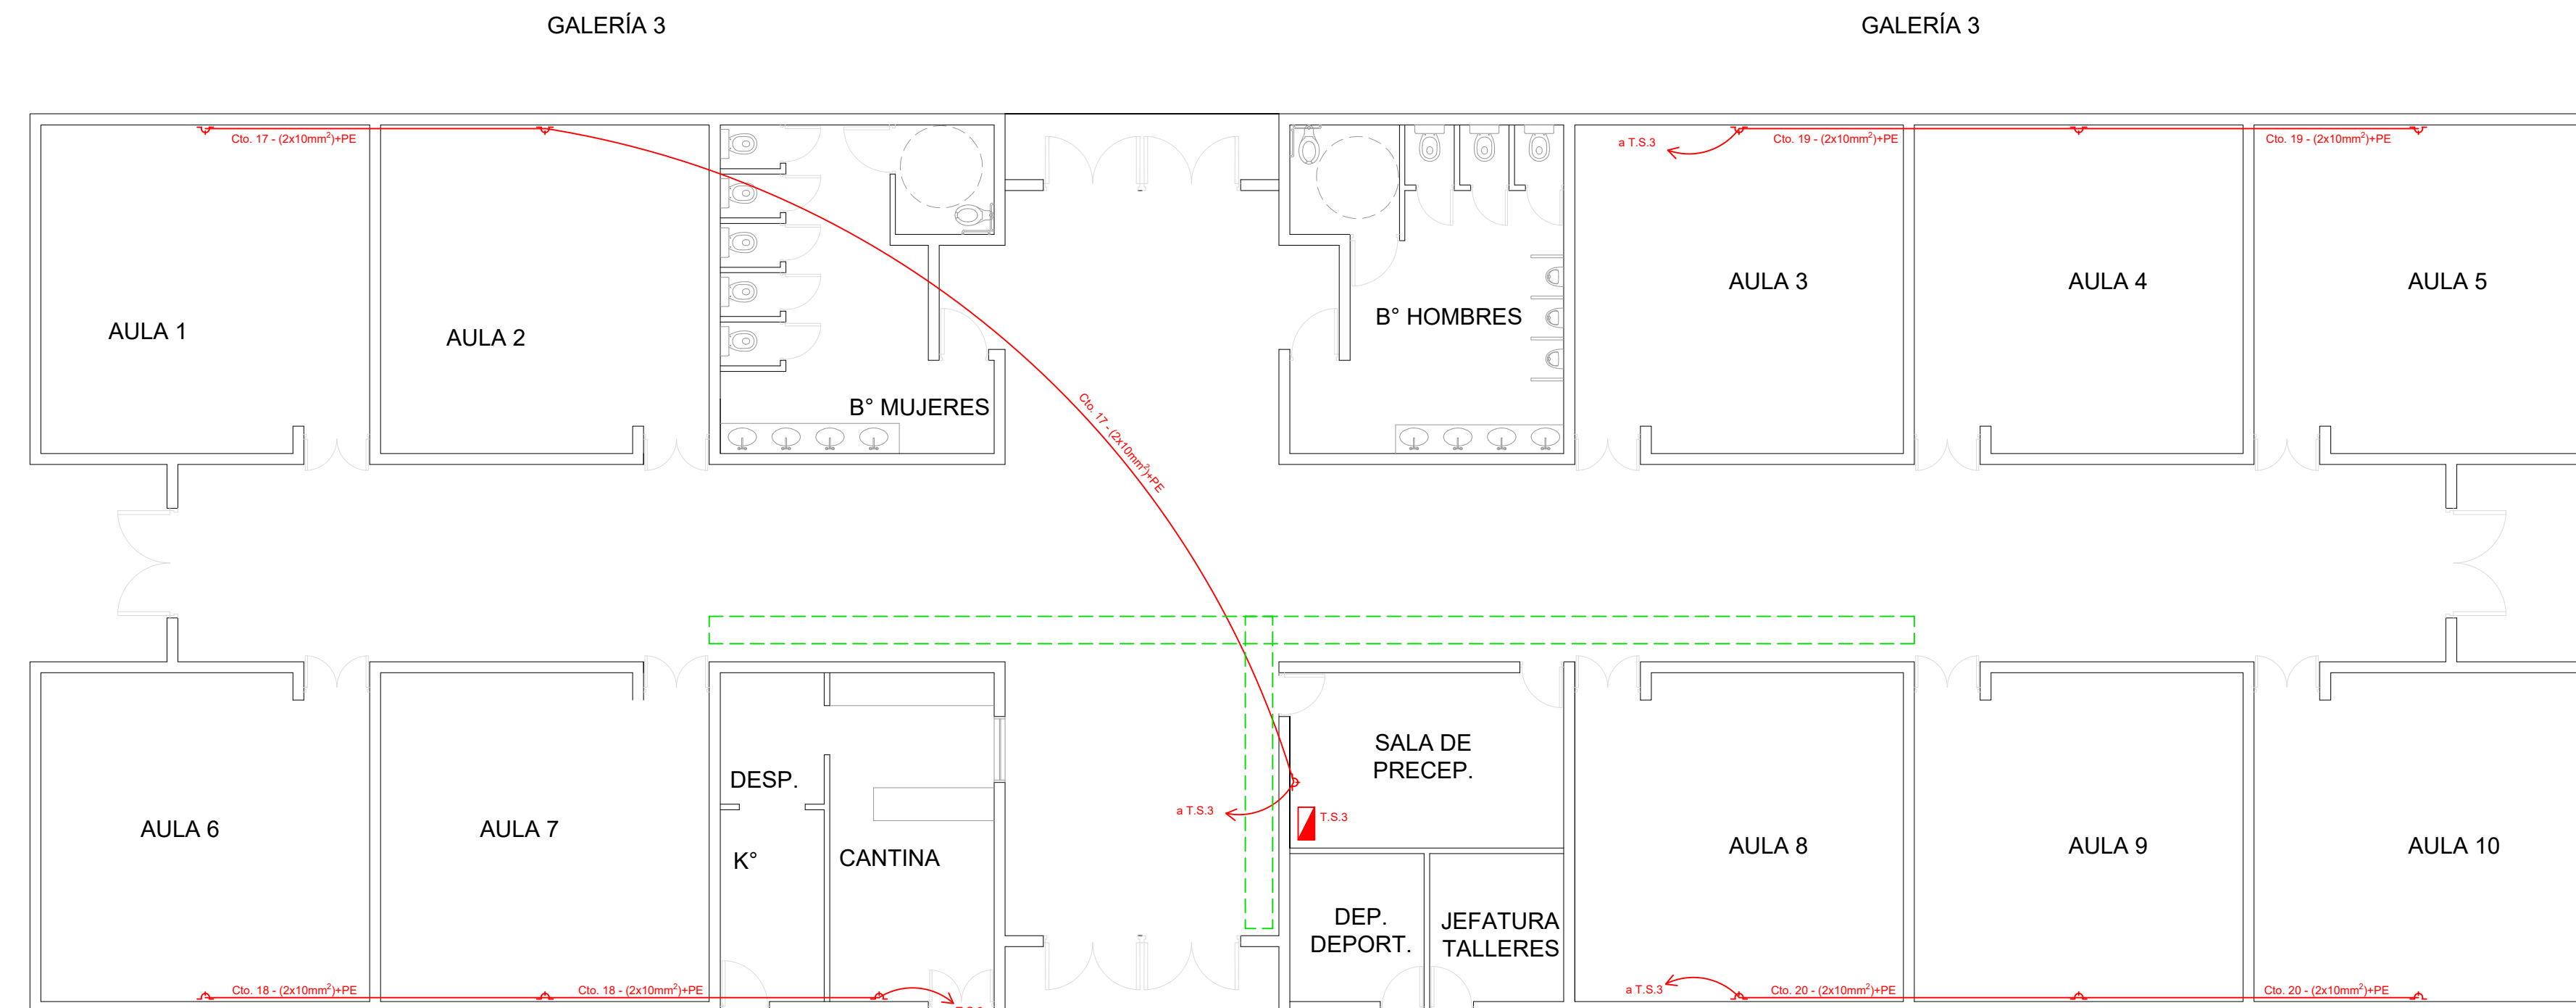 GALERÍA 3
GALERÍA 3
Cto. 17 - (2x10mm²)+PE
a T.S.3
Cto. 19 - (2x10mm²)+PE
Cto. 19 - (2x10mm²)+PE
AULA 1
AULA 2
B° MUJERES
Cto. 17 - (2x10mm²)+PE
B° HOMBRES
AULA 3
AULA 4
AULA 5
SALA DE
PRECEP.
DESP.
a T.S.3
T.S.3
AULA 6
AULA 7
K°
CANTINA
AULA 8
AULA 9
AULA 10
DEP.
DEPORT.
JEFATURA
TALLERES
Cto. 18 - (2x10mm²)+PE
Cto. 18 - (2x10mm²)+PE
a T.S.3
Cto. 20 - (2x10mm²)+PE
Cto. 20 - (2x10mm²)+PE